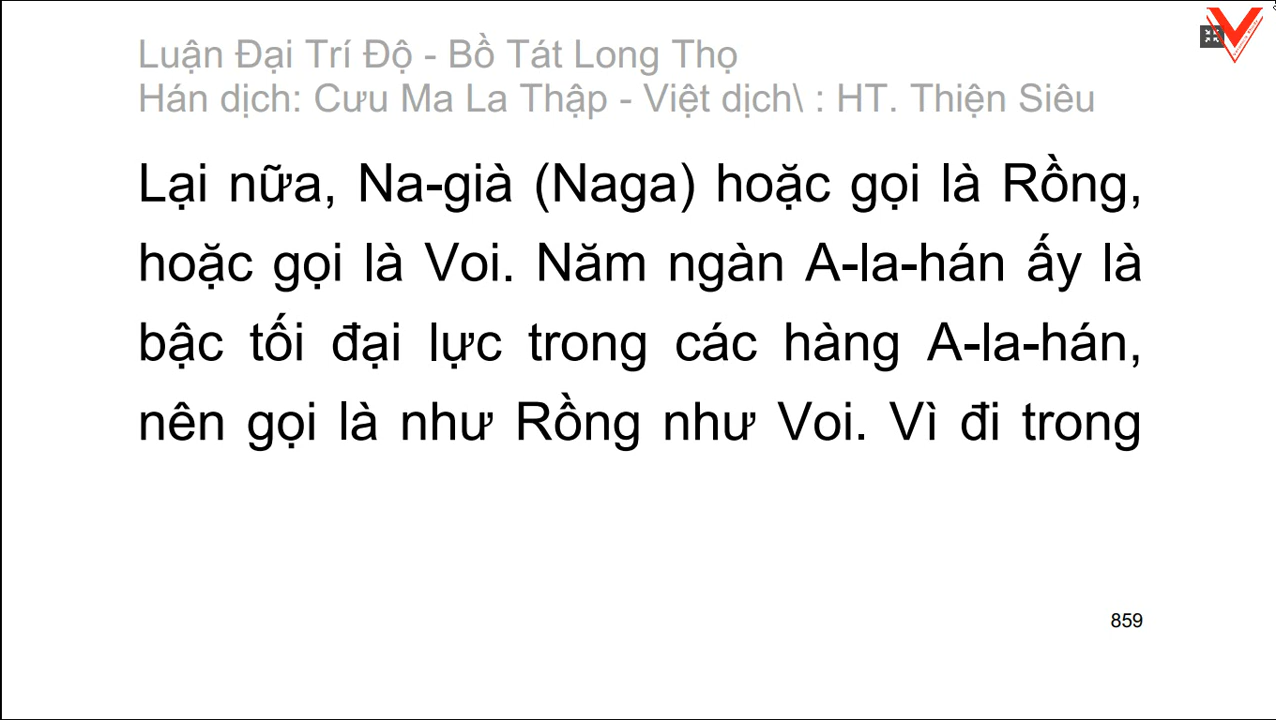 Luận Đại Trí Độ - Bồ Tát Long Thọ
Hán dịch: Cưu Ma La Thập - Việt dịch\ : HT. Thiện Siêu
Lại nữa, Na-già (Naga) hoặc gọi là Rồng,
hoặc gọi là Voi. Năm ngàn A-la-hán ấy là
bậc tối đại lực trong các hàng A-la-hán,
nên gọi là như Rồng như Voi. Vì đi trong
859